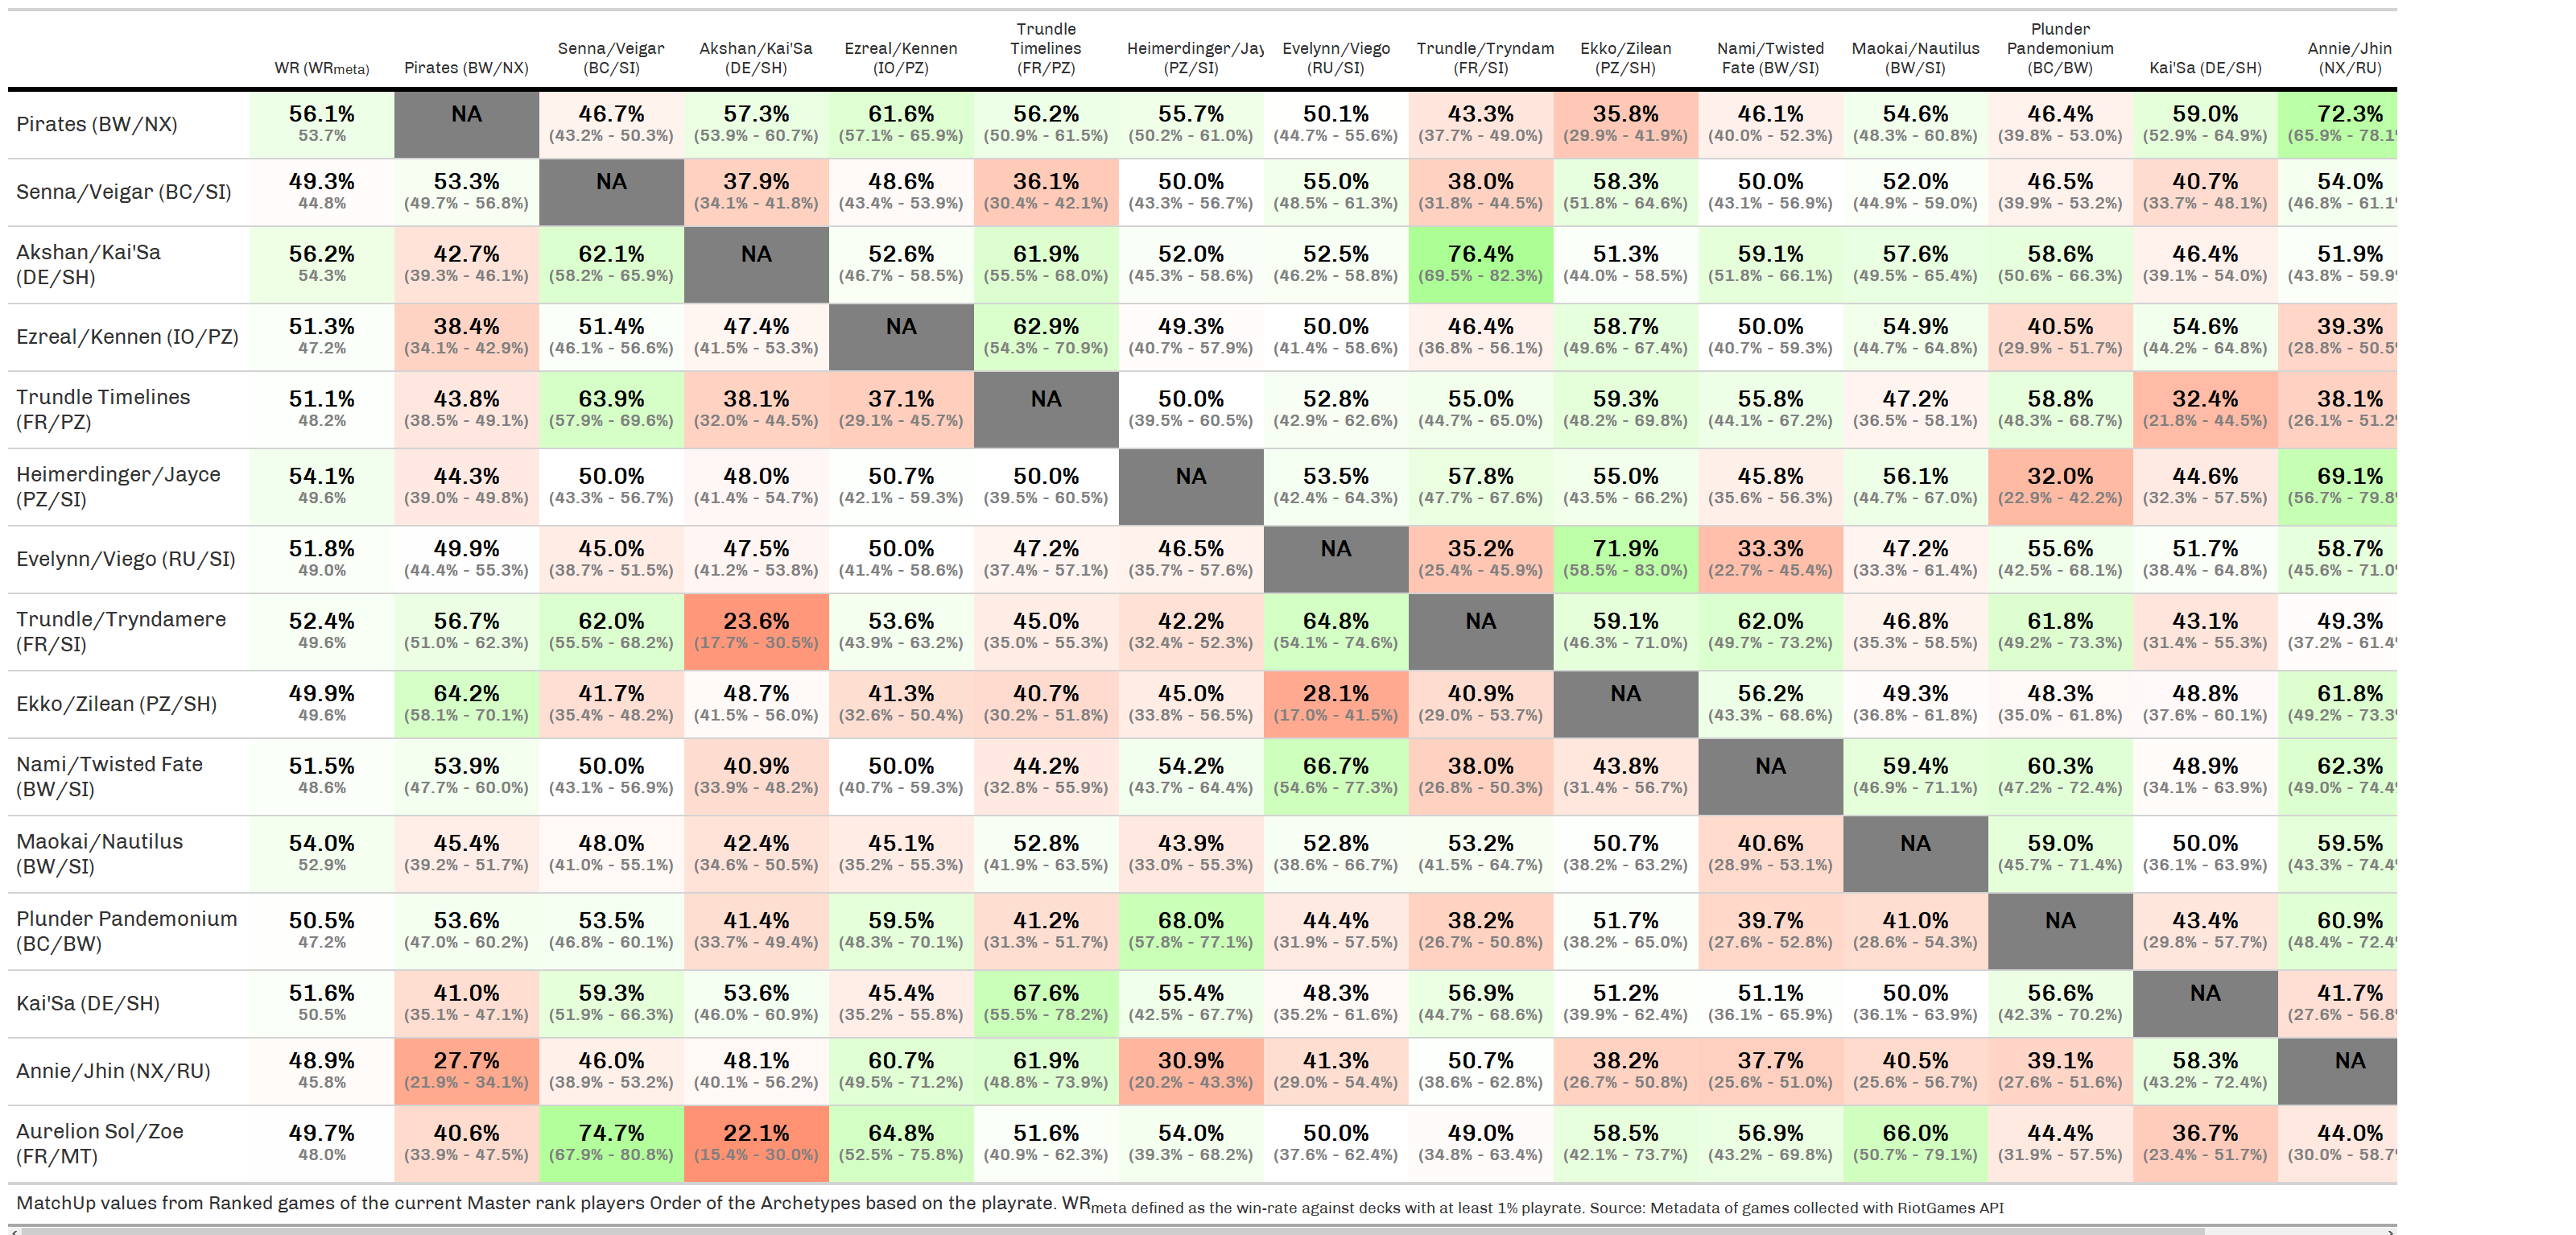 WR (WRmeta) Pirates (BW/NX) Senna/Veigar (BC/SI) Akshan/Kai'Sa (DE/SH) Ezreal/Kennen (IO/PZ) Trundle Timelines (FR/PZ) Heimerdinger/Jay (PZ/SI) Evelynn/Viego (RU/SI) Trundle/Tryndam (FR/SI) Ekko/Zilean (PZ/SH) Nami/Twisted Fate (BW/SI) Maokai/Nautilus (BW/SI) Plunder Pandemonium (BC/BW) Kai'Sa (DE/SH) Annie/Jhin (NX/RU)
Pirates (BW/NX) 56.1% NA 46.7% 57.3% 61.6% 56.2% 55.7% 50.1% 43.3% 35.8% 46.1% 54.6% 46.4% 59.0% 72.3%
53.7% (43.2% - 50.3%) (53.9% - 60.7%) (57.1% - 65.9%) (50.9% - 61.5%) (50.2% - 61.0%) (44.7% - 55.6%) (37.7% - 49.0%) (29.9% - 41.9%) (40.0% - 52.3%) (48.3% - 60.8%) (39.8% - 53.0%) (52.9% - 64.9%) (65.9% - 78.1%
Senna/Veigar (BC/SI) 49.3% 53.3% NA 37.9% 48.6% 36.1% 50.0% 55.0% 38.0% 58.3% 50.0% 52.0% 46.5% 40.7% 54.0%
44.8% (49.7% - 56.8%) (34.1% - 41.8%) (43.4% - 53.9%) (30.4% - 42.1%) (43.3% - 56.7%) (48.5% - 61.3%) (31.8% - 44.5%) (51.8% - 64.6%) (43.1% - 56.9%) (44.9% - 59.0%) (39.9% - 53.2%) (33.7% - 48.1%) (46.8% - 61.1%
Akshan/Kai'Sa (DE/SH) 56.2% 42.7% 62.1% NA 52.6% 61.9% 52.0% 52.5% 76.4% 51.3% 59.1% 57.6% 58.6% 46.4% 51.9%
54.3% (39.3% - 46.1%) (58.2% - 65.9%) (46.7% - 58.5%) (55.5% - 68.0%) (45.3% - 58.6%) (46.2% - 58.8%) (69.5% - 82.3%) (44.0% - 58.5%) (51.8% - 66.1%) (49.5% - 65.4%) (50.6% - 66.3%) (39.1% - 54.0%) (43.8% - 59.9%
Ezreal/Kennen (IO/PZ) 51.3% 38.4% 51.4% 47.4% NA 62.9% 49.3% 50.0% 46.4% 58.7% 50.0% 54.9% 40.5% 54.6% 39.3%
47.2% (34.1% - 42.9%) (46.1% - 56.6%) (41.5% - 53.3%) (54.3% - 70.9%) (40.7% - 57.9%) (41.4% - 58.6%) (36.8% - 56.1%) (49.6% - 67.4%) (40.7% - 59.3%) (44.7% - 64.8%) (29.9% - 51.7%) (44.2% - 64.8%) (28.8% - 50.5%
Trundle Timelines (FR/PZ) 51.1% 43.8% 63.9% 38.1% 37.1% NA 50.0% 52.8% 55.0% 59.3% 55.8% 47.2% 58.8% 32.4% 38.1%
48.2% (38.5% - 49.1%) (57.9% - 69.6%) (32.0% - 44.5%) (29.1% - 45.7%) (39.5% - 60.5%) (42.9% - 62.6%) (44.7% - 65.0%) (48.2% - 69.8%) (44.1% - 67.2%) (36.5% - 58.1%) (48.3% - 68.7%) (21.8% - 44.5%) (26.1% - 51.2%
Heimerdinger/Jayce (PZ/SI) 54.1% 44.3% 50.0% 48.0% 50.7% 50.0% NA 53.5% 57.8% 55.0% 45.8% 56.1% 32.0% 44.6% 69.1%
49.6% (39.0% - 49.8%) (43.3% - 56.7%) (41.4% - 54.7%) (42.1% - 59.3%) (39.5% - 60.5%) (42.4% - 64.3%) (47.7% - 67.6%) (43.5% - 66.2%) (35.6% - 56.3%) (44.7% - 67.0%) (22.9% - 42.2%) (32.3% - 57.5%) (56.7% - 79.8%
Evelynn/Viego (RU/SI) 51.8% 49.9% 45.0% 47.5% 50.0% 47.2% 46.5% NA 35.2% 71.9% 33.3% 47.2% 55.6% 51.7% 58.7%
49.0% (44.4% - 55.3%) (38.7% - 51.5%) (41.2% - 53.8%) (41.4% - 58.6%) (37.4% - 57.1%) (35.7% - 57.6%) (25.4% - 45.9%) (58.5% - 83.0%) (22.7% - 45.4%) (33.3% - 61.4%) (42.5% - 68.1%) (38.4% - 64.8%) (45.6% - 71.0%
Trundle/Tryndamere (FR/SI) 52.4% 56.7% 62.0% 23.6% 53.6% 45.0% 42.2% 64.8% NA 59.1% 62.0% 46.8% 61.8% 43.1% 49.3%
49.6% (51.0% - 62.3%) (55.5% - 68.2%) (17.7% - 30.5%) (43.9% - 63.2%) (35.0% - 55.3%) (32.4% - 52.3%) (54.1% - 74.6%) (46.3% - 71.0%) (49.7% - 73.2%) (35.3% - 58.5%) (49.2% - 73.3%) (31.4% - 55.3%) (37.2% - 61.4%
Ekko/Zilean (PZ/SH) 49.9% 64.2% 41.7% 48.7% 41.3% 40.7% 45.0% 28.1% 40.9% NA 56.2% 49.3% 48.3% 48.8% 61.8%
49.6% (58.1% - 70.1%) (35.4% - 48.2%) (41.5% - 56.0%) (32.6% - 50.4%) (30.2% - 51.8%) (33.8% - 56.5%) (17.0% - 41.5%) (29.0% - 53.7%) (43.3% - 68.6%) (36.8% - 61.8%) (35.0% - 61.8%) (37.6% - 60.1%) (49.2% - 73.3%
Nami/Twisted Fate (BW/SI) 51.5% 53.9% 50.0% 40.9% 50.0% 44.2% 54.2% 66.7% 38.0% 43.8% NA 59.4% 60.3% 48.9% 62.3%
48.6% (47.7% - 60.0%) (43.1% - 56.9%) (33.9% - 48.2%) (40.7% - 59.3%) (32.8% - 55.9%) (43.7% - 64.4%) (54.6% - 77.3%) (26.8% - 50.3%) (31.4% - 56.7%) (46.9% - 71.1%) (47.2% - 72.4%) (34.1% - 63.9%) (49.0% - 74.4%
Maokai/Nautilus (BW/SI) 54.0% 45.4% 48.0% 42.4% 45.1% 52.8% 43.9% 52.8% 53.2% 50.7% 40.6% NA 59.0% 50.0% 59.5%
52.9% (39.2% - 51.7%) (41.0% - 55.1%) (34.6% - 50.5%) (35.2% - 55.3%) (41.9% - 63.5%) (33.0% - 55.3%) (38.6% - 66.7%) (41.5% - 64.7%) (38.2% - 63.2%) (28.9% - 53.1%) (45.7% - 71.4%) (36.1% - 63.9%) (43.3% - 74.4%
Plunder Pandemonium (BC/BW) 50.5% 53.6% 53.5% 41.4% 59.5% 41.2% 68.0% 44.4% 38.2% 51.7% 39.7% 41.0% NA 43.4% 60.9%
47.2% (47.0% - 60.2%) (46.8% - 60.1%) (33.7% - 49.4%) (48.3% - 70.1%) (31.3% - 51.7%) (57.8% - 77.1%) (31.9% - 57.5%) (26.7% - 50.8%) (38.2% - 65.0%) (27.6% - 52.8%) (28.6% - 54.3%) (29.8% - 57.7%) (48.4% - 72.4%
Kai'Sa (DE/SH) 51.6% 41.0% 59.3% 53.6% 45.4% 67.6% 55.4% 48.3% 56.9% 51.2% 51.1% 50.0% 56.6% NA 41.7%
50.5% (35.1% - 47.1%) (51.9% - 66.3%) (46.0% - 60.9%) (35.2% - 55.8%) (55.5% - 78.2%) (42.5% - 67.7%) (35.2% - 61.6%) (44.7% - 68.6%) (39.9% - 62.4%) (36.1% - 65.9%) (36.1% - 63.9%) (42.3% - 70.2%) (27.6% - 56.8%
Annie/Jhin (NX/RU) 48.9% 27.7% 46.0% 48.1% 60.7% 61.9% 30.9% 41.3% 50.7% 38.2% 37.7% 40.5% 39.1% 58.3% NA
45.8% (21.9% - 34.1%) (38.9% - 53.2%) (40.1% - 56.2%) (49.5% - 71.2%) (48.8% - 73.9%) (20.2% - 43.3%) (29.0% - 54.4%) (38.6% - 62.8%) (26.7% - 50.8%) (25.6% - 51.0%) (25.6% - 56.7%) (27.6% - 51.6%) (43.2% - 72.4%)
Aurelion Sol/Zoe (FR/MT) 49.7% 40.6% 74.7% 22.1% 64.8% 51.6% 54.0% 50.0% 49.0% 58.5% 56.9% 66.0% 44.4% 36.7% 44.0%
48.0% (33.9% - 47.5%) (67.9% - 80.8%) (15.4% - 30.0%) (52.5% - 75.8%) (40.9% - 62.3%) (39.3% - 68.2%) (37.6% - 62.4%) (34.8% - 63.4%) (42.1% - 73.7%) (43.2% - 69.8%) (50.7% - 79.1%) (31.9% - 57.5%) (23.4% - 51.7%) (30.0% - 58.7%
MatchUp values from Ranked games of the current Master rank players Order of the Archetypes based on the playrate. WRmeta defined as the win-rate against decks with at least 1% playrate. Source: Metadata of games collected with RiotGames API